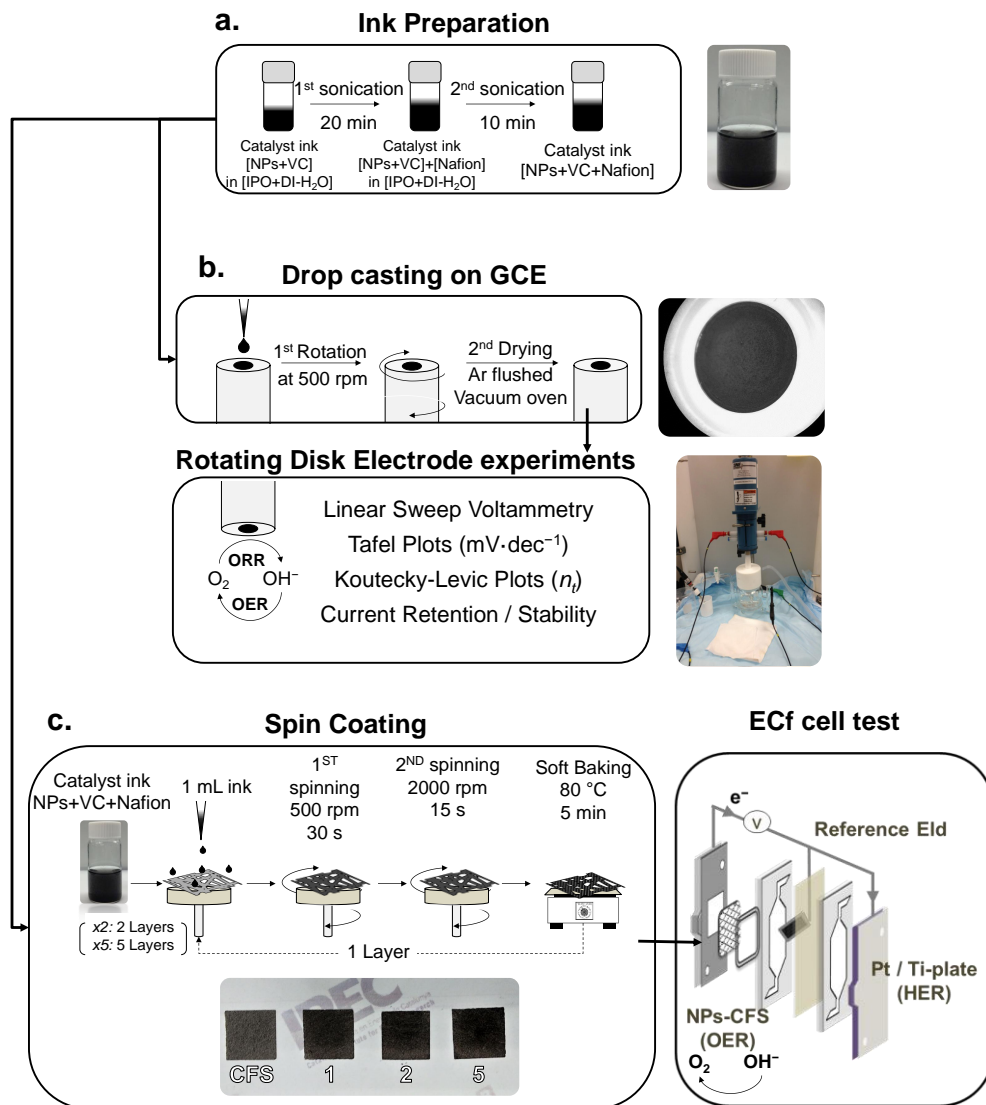 a.
Ink Preparation
1st sonication
20 min
2nd sonication
10 min
Catalyst ink
[NPs+VC]
in [IPO+DI-H2O]
Catalyst ink
[NPs+VC]+[Nafion]
in [IPO+DI-H2O]
Catalyst ink
[NPs+VC+Nafion]
b.
Drop casting on GCE
1st Rotation
at 500 rpm
2nd Drying
Ar flushed
Vacuum oven
Rotating Disk Electrode experiments
ORR
O2
OH−
OER
Linear Sweep Voltammetry
Tafel Plots (mV·dec−1)
Koutecky-Levic Plots (nt)
Current Retention / Stability
c.
Spin Coating
Catalyst ink
NPs+VC+Nafion
x2: 2 Layers
x5: 5 Layers
1 mL ink
1ST
spinning
500 rpm
30 s
2ND spinning
2000 rpm
15 s
Soft Baking
80 °C
5 min
1 Layer
CFS
1
2
5
ECf cell test
e−
V
Reference Eld
Pt / Ti-plate
(HER)
NPs-CFS
(OER)
O2
OH−